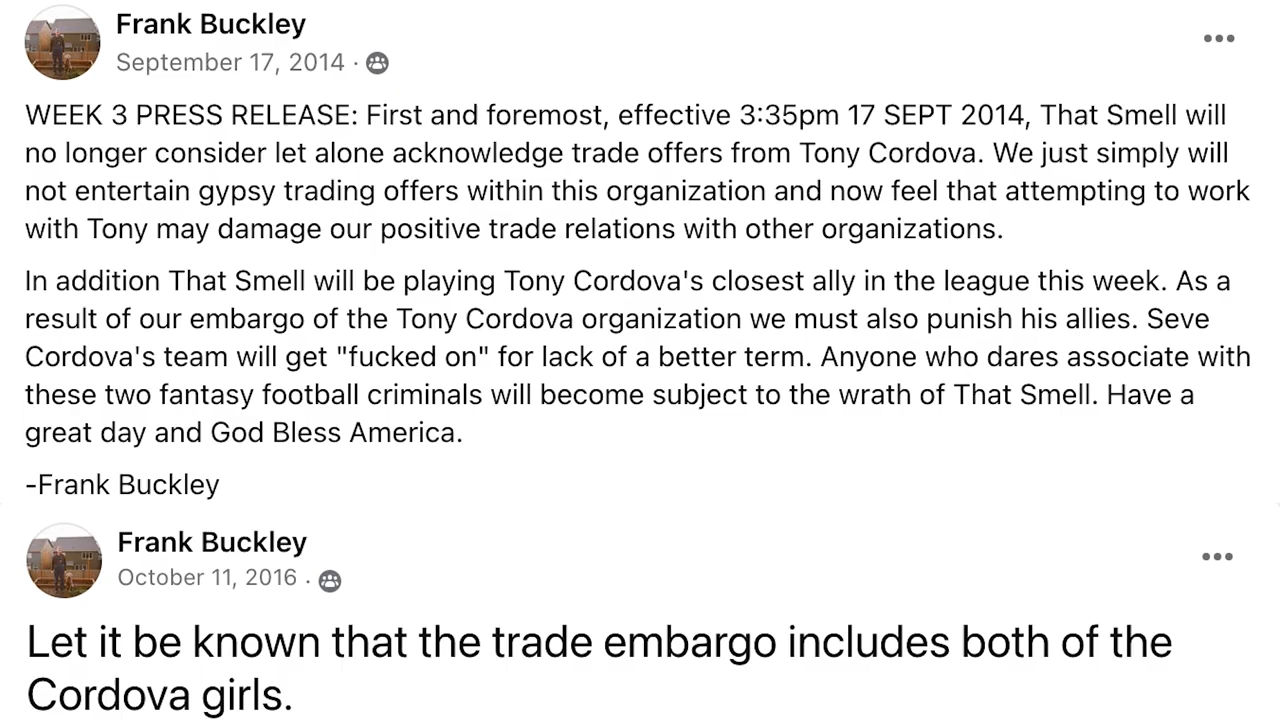 Frank Buckley
September 17, 2014 ·
WEEK 3 PRESS RELEASE: First and foremost, effective 3:35pm 17 SEPT 2014, That Smell will
no longer consider let alone acknowledge trade offers from Tony Cordova. We just simply will
not entertain gypsy trading offers within this organization and now feel that attempting to work
with Tony may damage our positive trade relations with other organizations.
In addition That Smell will be playing Tony Cordova's closest ally in the league this week. As a
result of our embargo of the Tony Cordova organization we must also punish his allies. Seve
Cordova's team will get "fucked on" for lack of a better term. Anyone who dares associate with
these two fantasy football criminals will become subject to the wrath of That Smell. Have a
great day and God Bless America.
-Frank Buckley
Frank Buckley
October 11, 2016 ·
Let it be known that the trade embargo includes both of the
Cordova girls.